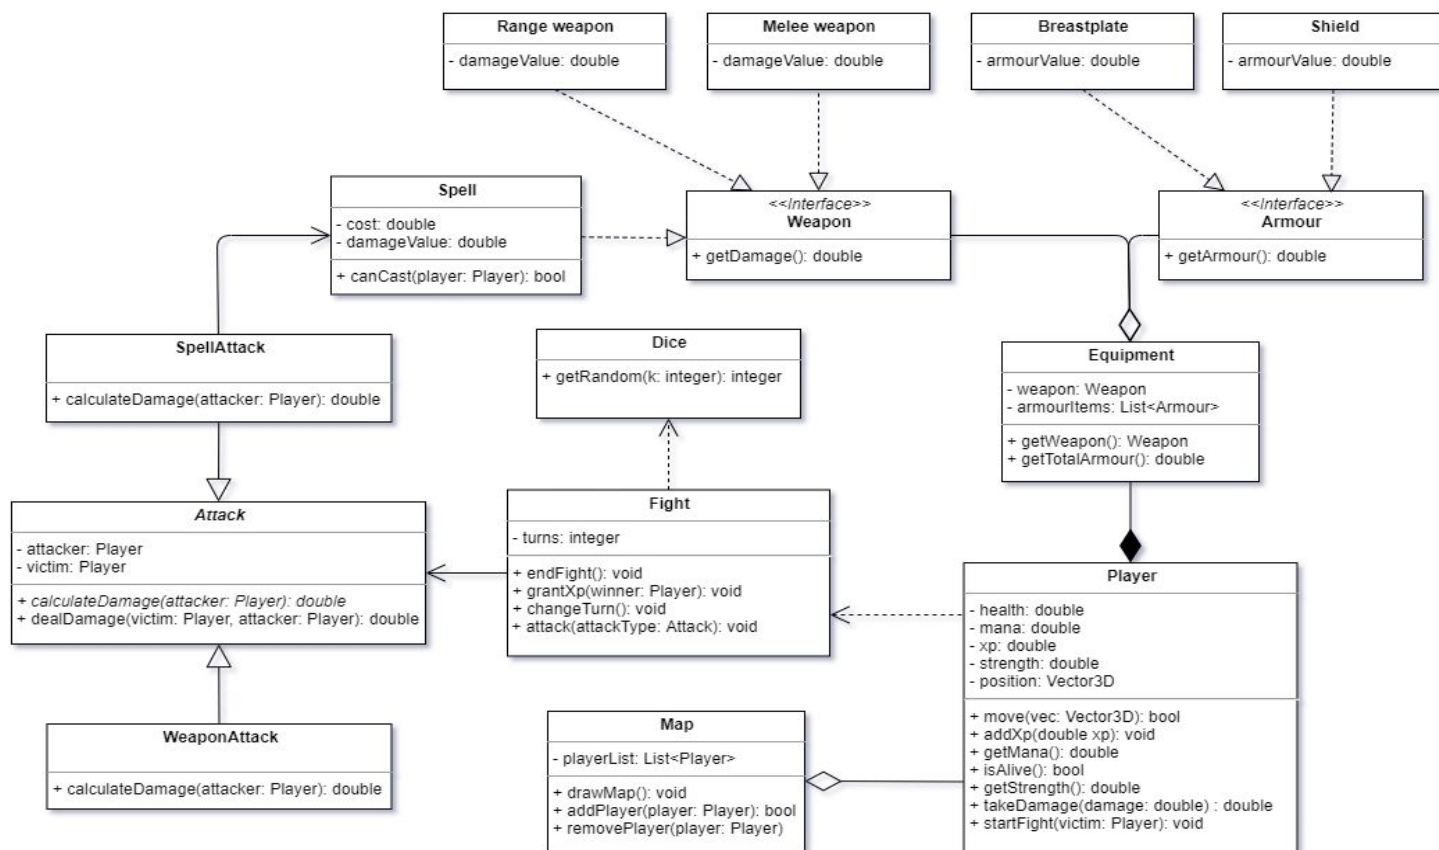 Range weapon
- damageValue: double
Melee weapon
- damageValue: double
Breastplate
- armourValue: double
Shield
- armourValue: double
Spell
- cost: double
- damageValue: double
+ canCast(player: Player): bool
<<Interface>>
Weapon
+ getDamage(): double
<<Interface>>
Armour
+ getArmour(): double
SpellAttack
+ calculateDamage(attacker: Player): double
Dice
+ getRandom(k: integer): integer
Equipment
- weapon: Weapon
- armourItems: List<Armour>
+ getWeapon(): Weapon
+ getTotalArmour(): double
Attack
- attacker: Player
- victim: Player
+ calculateDamage(attacker: Player): double
+ dealDamage(victim: Player, attacker: Player): double
Fight
- turns: integer
+ endFight(): void
+ grantXp(winner: Player): void
+ changeTurn(): void
+ attack(attackType: Attack): void
Player
- health: double
- mana: double
- xp: double
- strength: double
- position: Vector3D
+ move(vec: Vector3D): bool
+ addXp(double xp): void
+ getMana(): double
+ isAlive(): bool
+ getStrength(): double
+ takeDamage(damage: double) : double
+ startFight(victim: Player): void
WeaponAttack
+ calculateDamage(attacker: Player): double
Map
- playerList: List<Player>
+ drawMap(): void
+ addPlayer(player: Player): bool
+ removePlayer(player: Player)